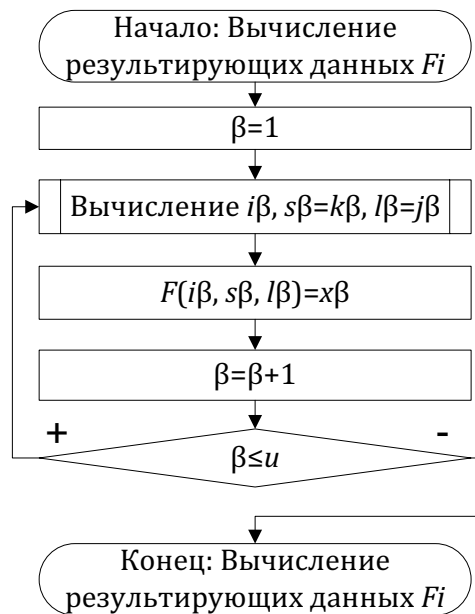 Начало: Вычисление
результирующих данных Fi
β=1
Вычисление iβ, sβ=kβ, lβ=jβ
F(iβ, sβ, lβ)=xβ
β=β+1
+ -
β≤u
Конец: Вычисление
результирующих данных Fi